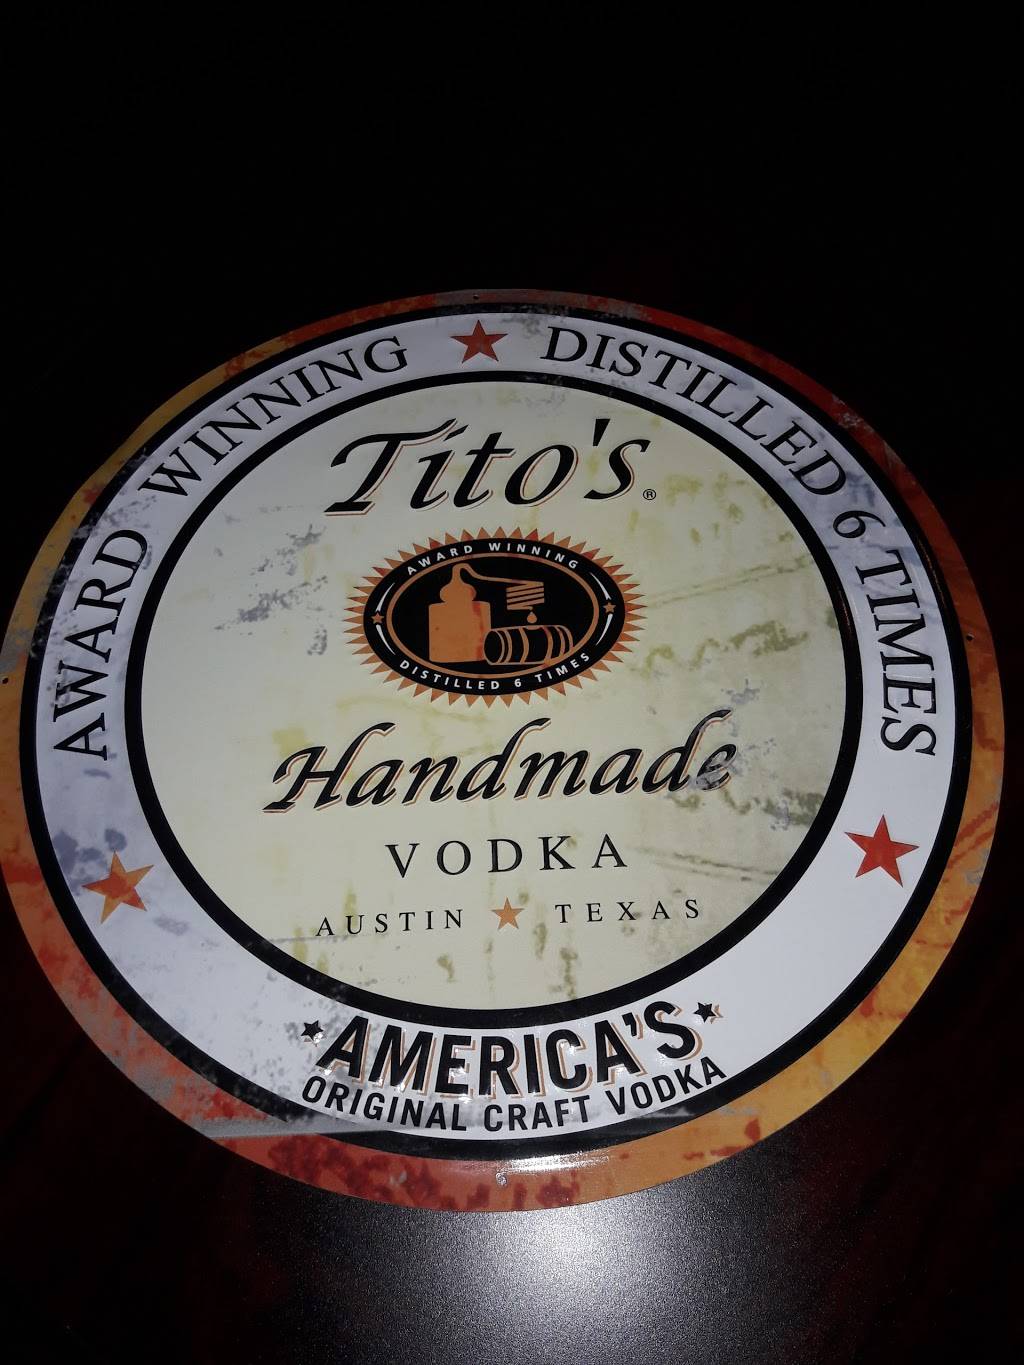 AWARD WINNING ★ DISTILLED 6 TIMES
Tito's®
AWARD WINNING
DISTILLED 6 TIMES
Handmade
VODKA
AUSTIN ★ TEXAS
★AMERICA'S★
ORIGINAL CRAFT VODKA